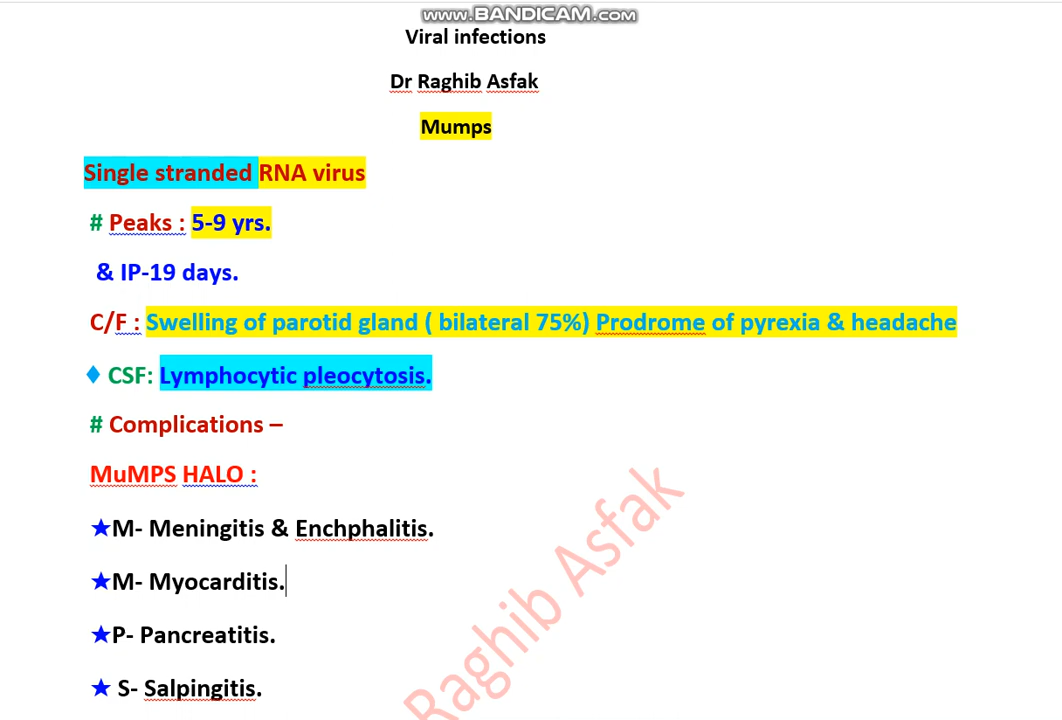 www.BANDICAM.com
Viral infections
Dr Raghib Asfak
Mumps
Single stranded RNA virus
# Peaks : 5-9 yrs.
& IP-19 days.
C/F : Swelling of parotid gland ( bilateral 75%) Prodrome of pyrexia & headache
♦ CSF: Lymphocytic pleocytosis.
# Complications –
MuMPS HALO :
★M- Meningitis & Enchphalitis.
★M- Myocarditis.
★P- Pancreatitis.
★ S- Salpingitis.
Raghib Asfak